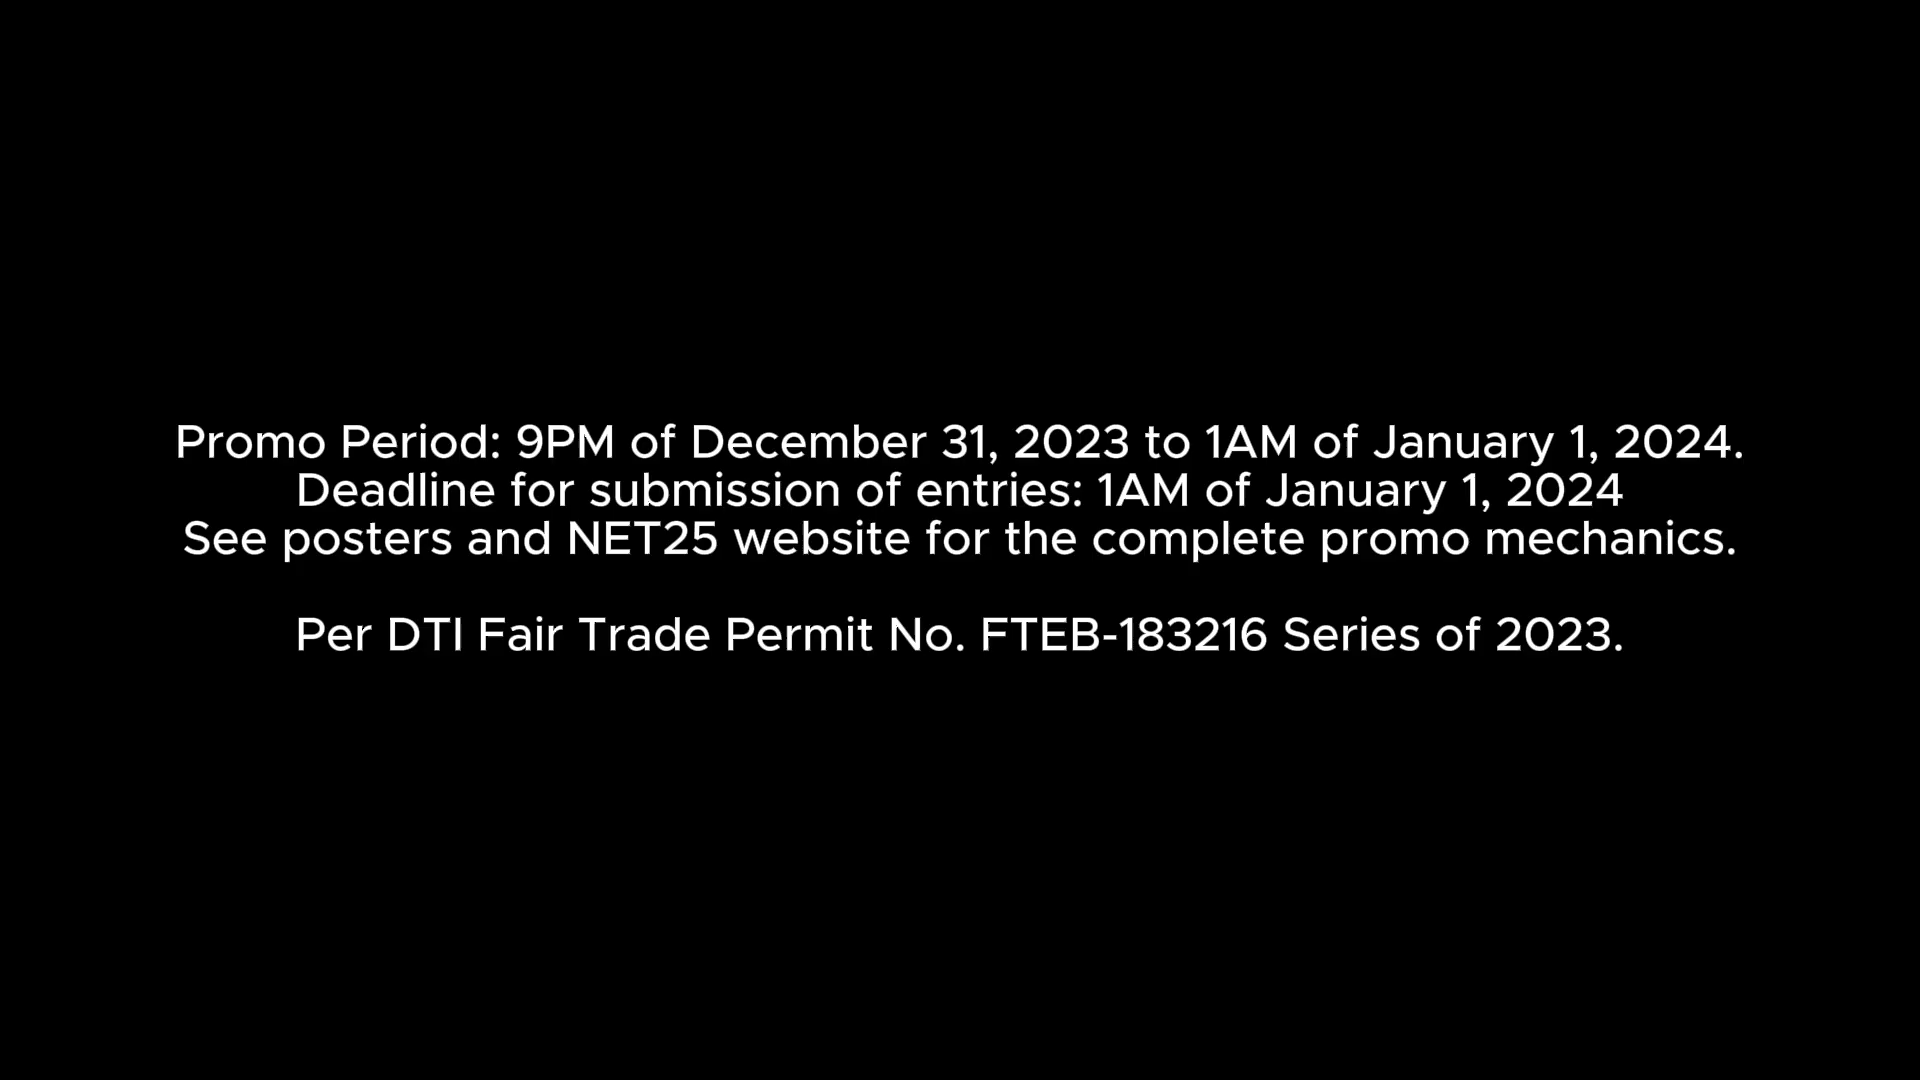 Promo Period: 9PM of December 31, 2023 to 1AM of January 1, 2024.
Deadline for submission of entries: 1AM of January 1, 2024
See posters and NET25 website for the complete promo mechanics.
Per DTI Fair Trade Permit No. FTEB-183216 Series of 2023.